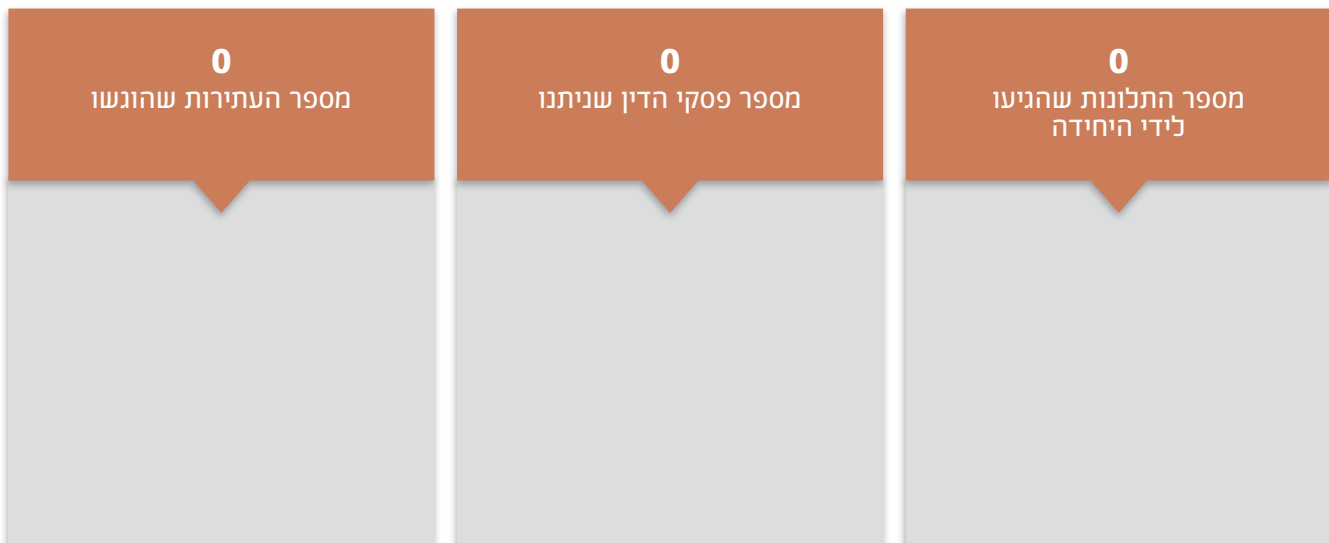 0
מספר התלונות שהגיעו
לידי היחידה
0
מספר פסקי הדין שניתנו
0
מספר העתירות שהוגשו